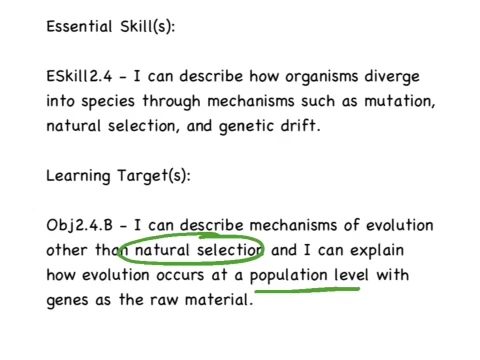 Essential Skill(s):
ESkill2.4 - I can describe how organisms diverge
into species through mechanisms such as mutation,
natural selection, and genetic drift.
Learning Target(s):
Obj2.4.B - I can describe mechanisms of evolution
other than natural selection and I can explain
how evolution occurs at a population level with
genes as the raw material.